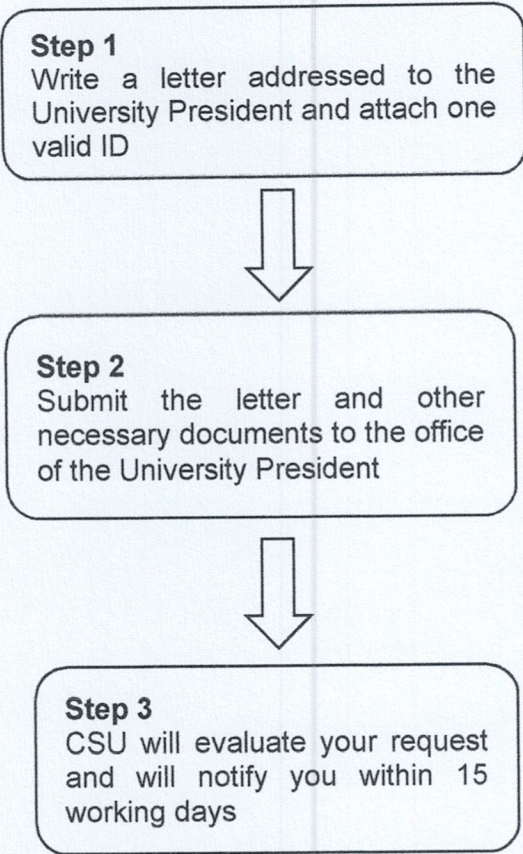 Step 1
Write a letter addressed to the
University President and attach one
valid ID
Step 2
Submit the letter and other
necessary documents to the office
of the University President
Step 3
CSU will evaluate your request
and will notify you within 15
working days